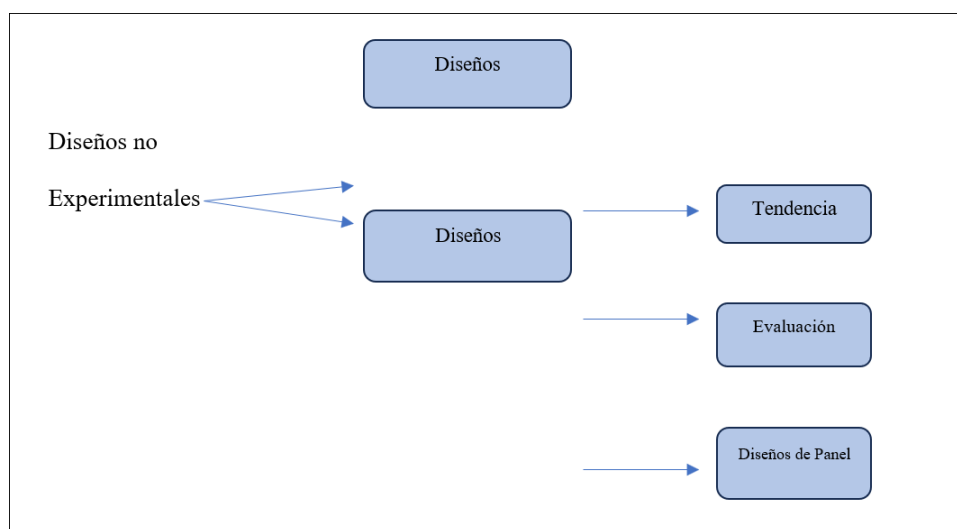 Diseños
Diseños no
Experimentales
Diseños
Tendencia
Evaluación
Diseños de Panel